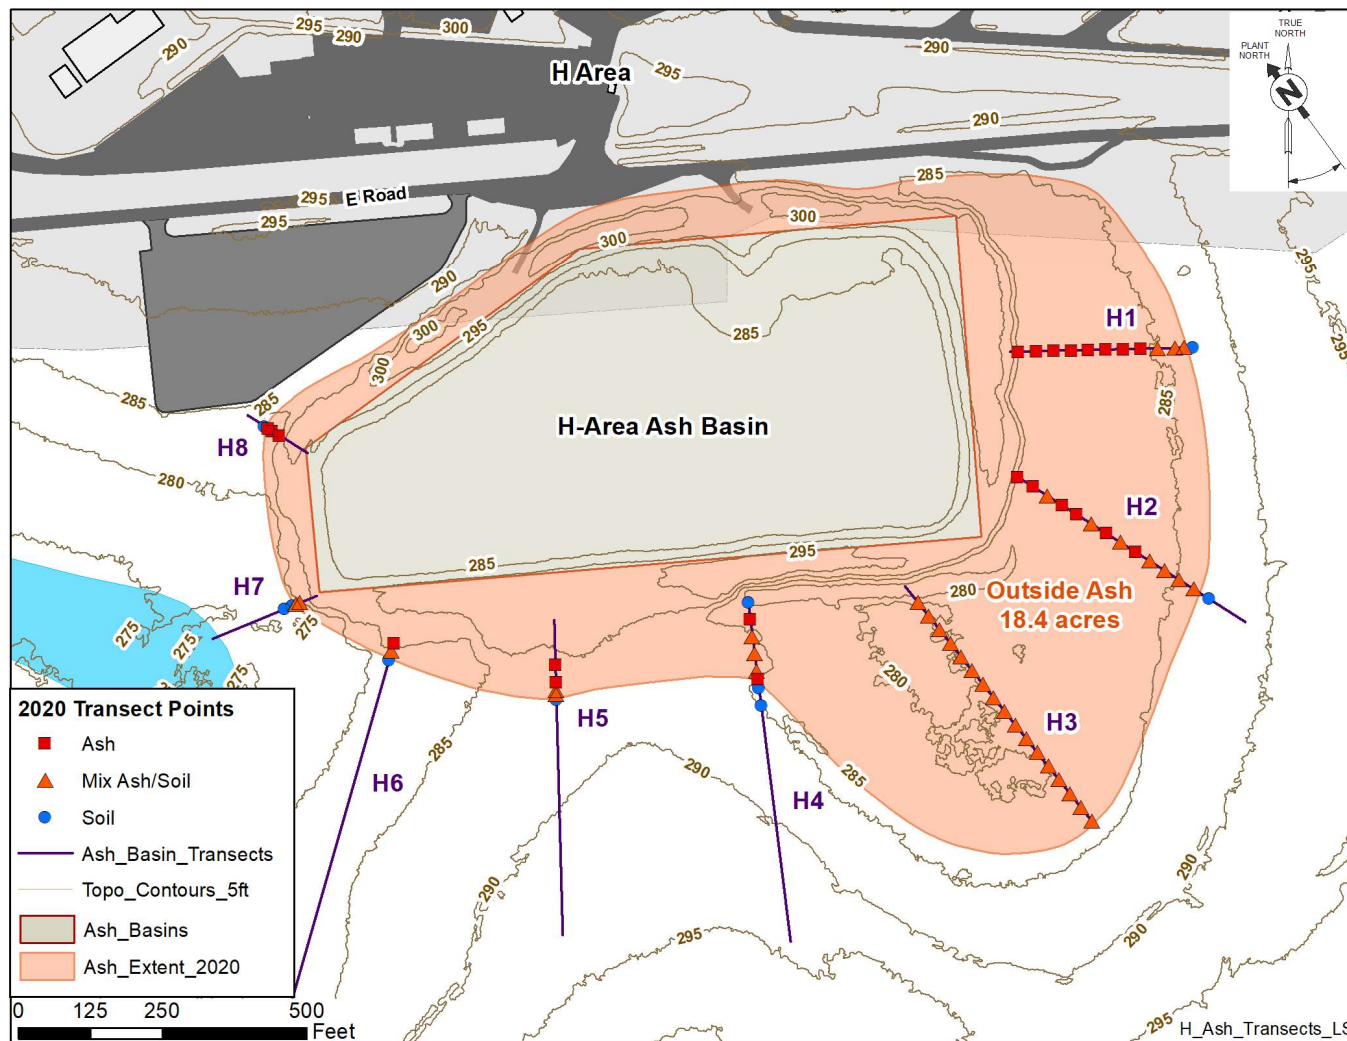 295
290
300
290
290
H Area
295
290
TRUE
NORTH
PLANT
NORTH
N
285
295
E Road
295
300
300
290
295
300
295
285
H1
295
300
285
285
285
H-Area Ash Basin
H8
280
H2
295
285
H7
280
Outside Ash
18.4 acres
275
275
275
275
280
H5
H3
285
H6
290
285
H4
290
290
295
290
295
2020 Transect Points
Ash
Mix Ash/Soil
Soil
Ash_Basin_Transects
Topo_Contours_5ft
Ash_Basins
Ash_Extent_2020
0 125 250 500
Feet
H_Ash_Transects_LS